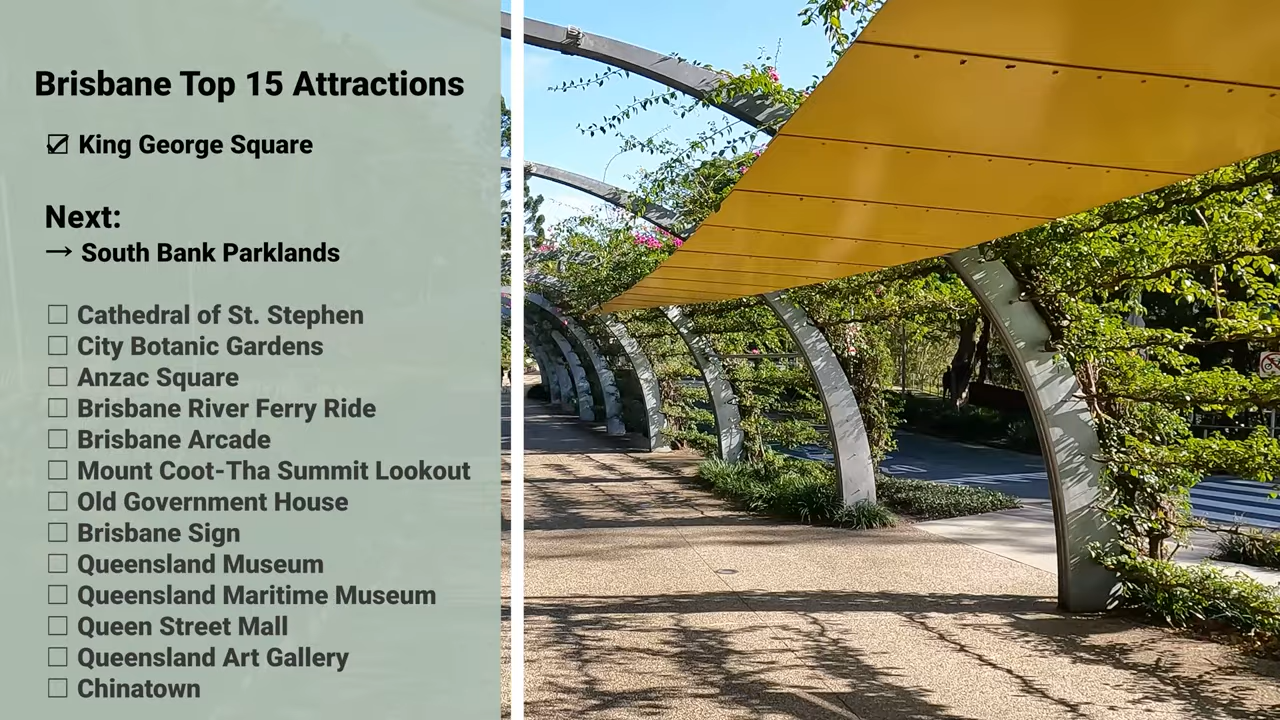 Brisbane Top 15 Attractions
☑ King George Square
Next:
→ South Bank Parklands
☐ Cathedral of St. Stephen
☐ City Botanic Gardens
☐ Anzac Square
☐ Brisbane River Ferry Ride
☐ Brisbane Arcade
☐ Mount Coot-Tha Summit Lookout
☐ Old Government House
☐ Brisbane Sign
☐ Queensland Museum
☐ Queensland Maritime Museum
☐ Queen Street Mall
☐ Queensland Art Gallery
☐ Chinatown